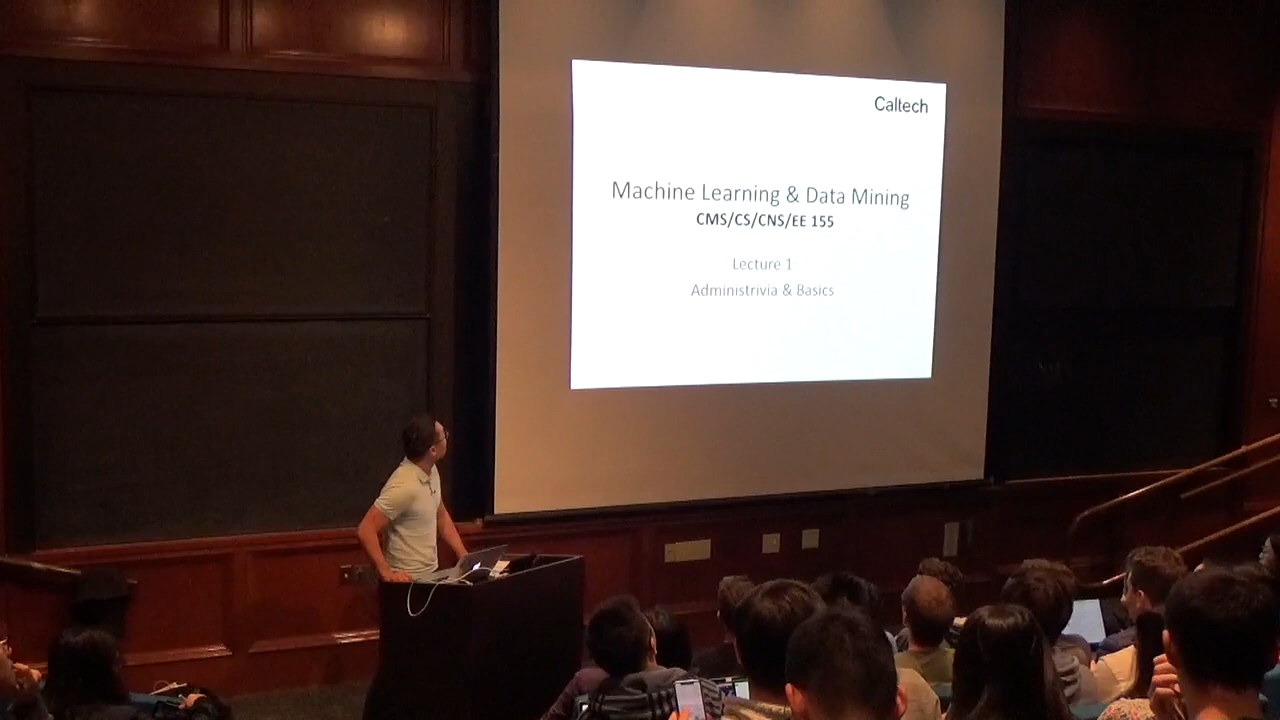 Caltech
Machine Learning & Data Mining
CMS/CS/CNS/EE 155
Lecture 1
Administrivia & Basics